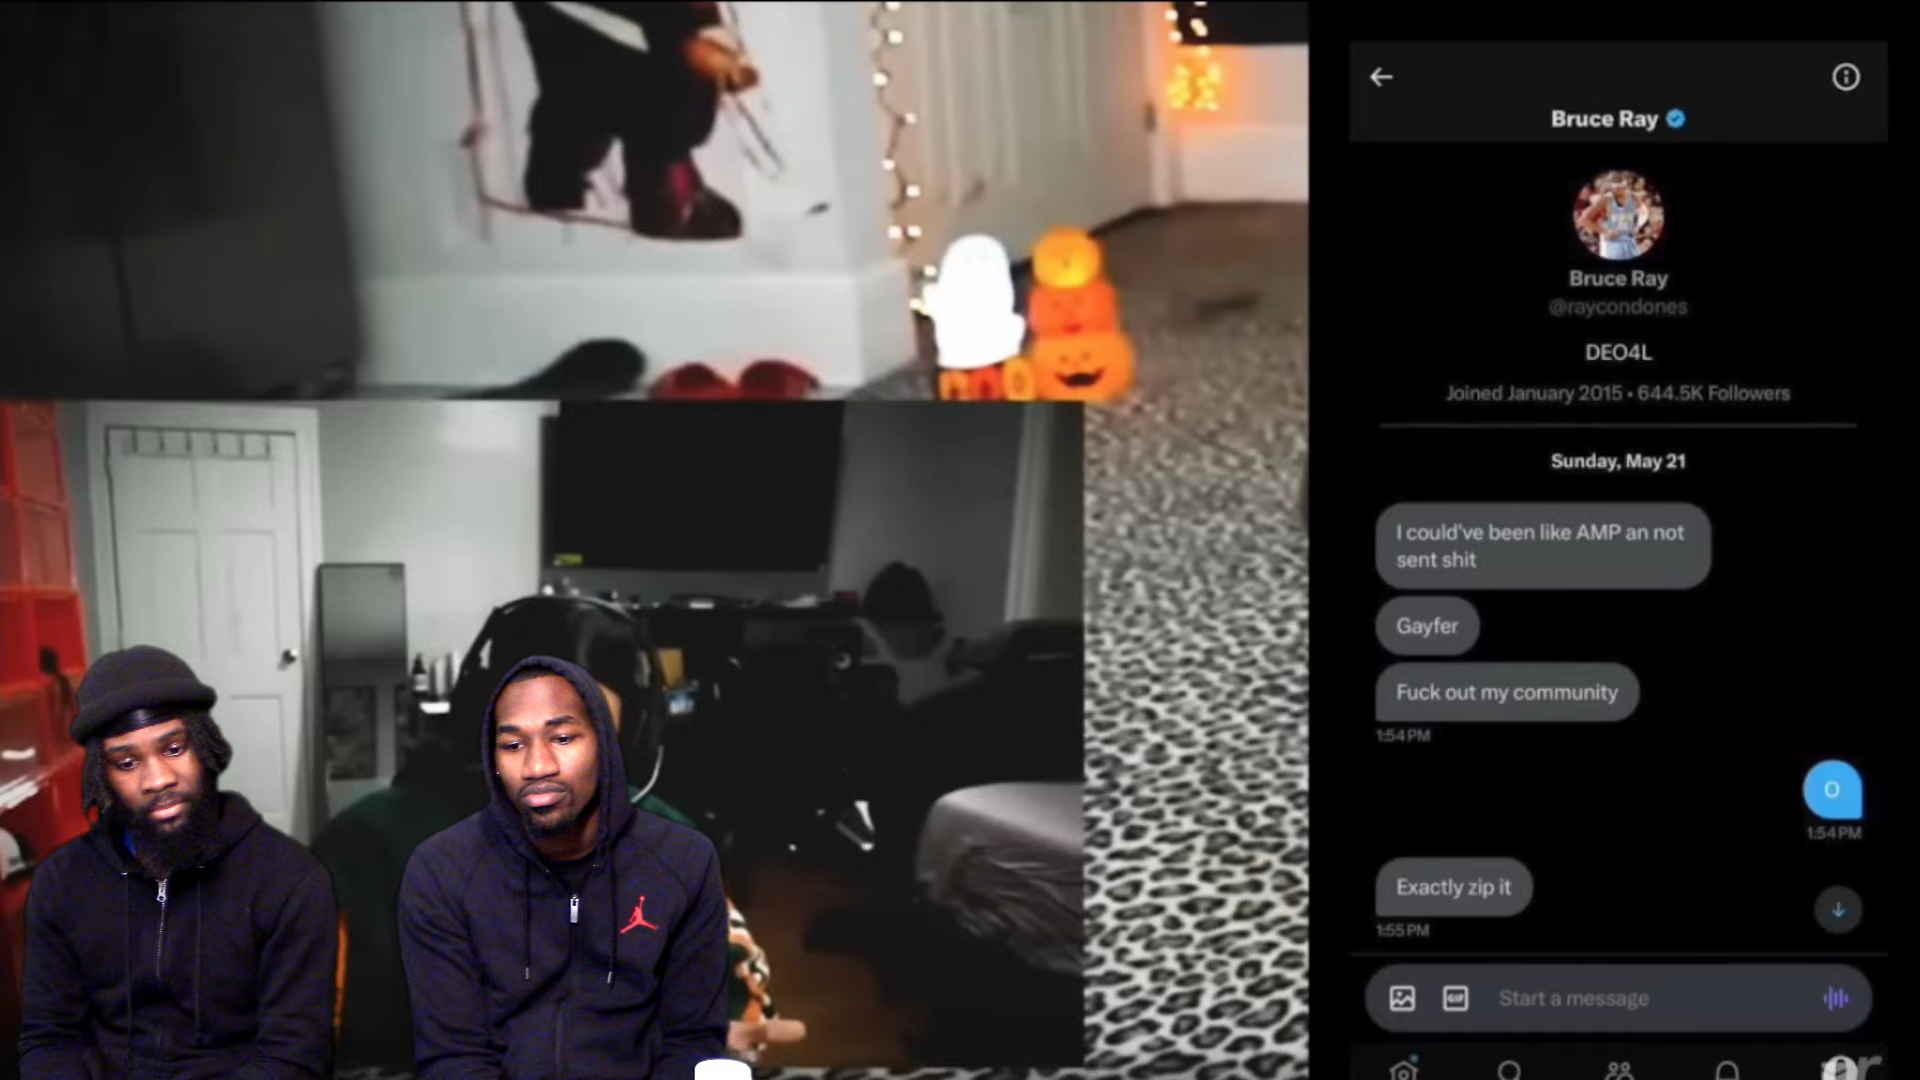 Bruce Ray
Bruce Ray
@raycondones
DEO4L
Joined January 2015 • 644.5K Followers
Sunday, May 21
I could've been like AMP an not
sent shit
Gayfer
Fuck out my community
1:54 PM
O
1:54 PM
Exactly zip it
1:55 PM
GIF
Start a message